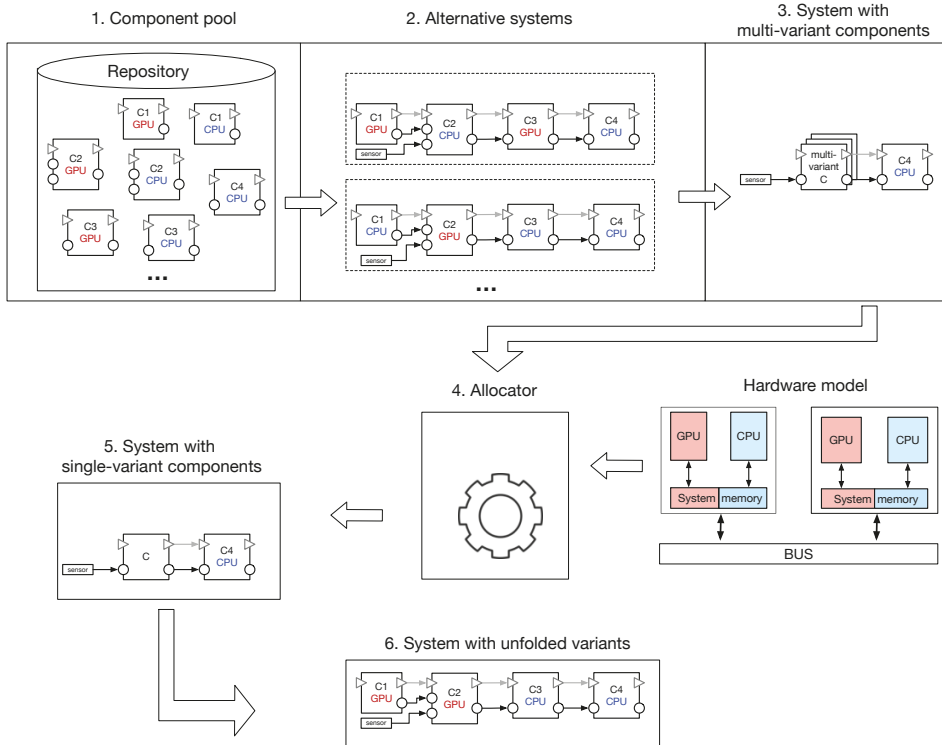 1. Component pool
2. Alternative systems
3. System with
multi-variant components
Repository
C1
GPU
C1
CPU
C2
GPU
C2
CPU
C4
CPU
C3
GPU
C3
CPU
...
C1
GPU
C2
CPU
C3
GPU
C4
CPU
sensor
C1
CPU
C2
GPU
C3
CPU
C4
CPU
sensor
...
multi-
variant
C
C4
CPU
sensor
4. Allocator
Hardware model
GPU
CPU
System memory
GPU
CPU
System memory
BUS
5. System with
single-variant components
C
C4
CPU
sensor
6. System with unfolded variants
C1
GPU
C2
GPU
C3
CPU
C4
CPU
sensor